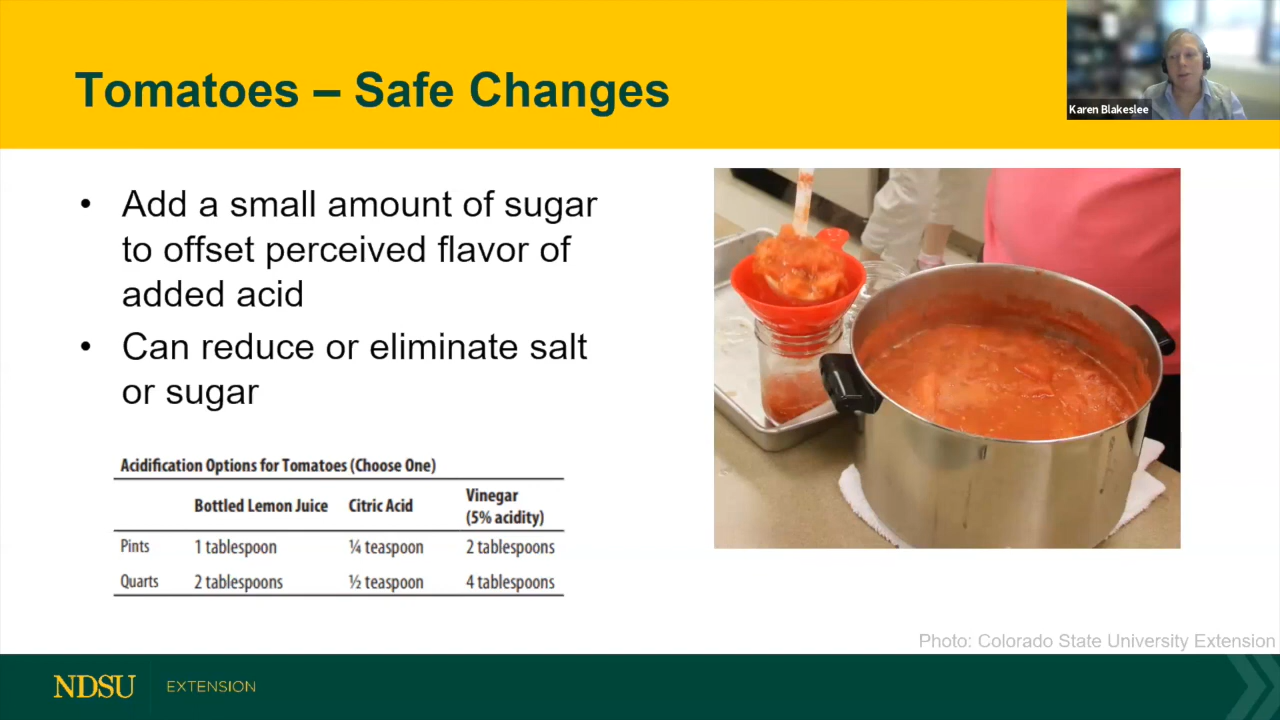 Tomatoes – Safe Changes
Karen Blakeslee
• Add a small amount of sugar
to offset perceived flavor of
added acid
• Can reduce or eliminate salt
or sugar
Acidification Options for Tomatoes (Choose One)
Bottled Lemon Juice Citric Acid Vinegar (5% acidity)
Pints 1 tablespoon ¼ teaspoon 2 tablespoons
Quarts 2 tablespoons ½ teaspoon 4 tablespoons
Photo: Colorado State University Extension
NDSU EXTENSION